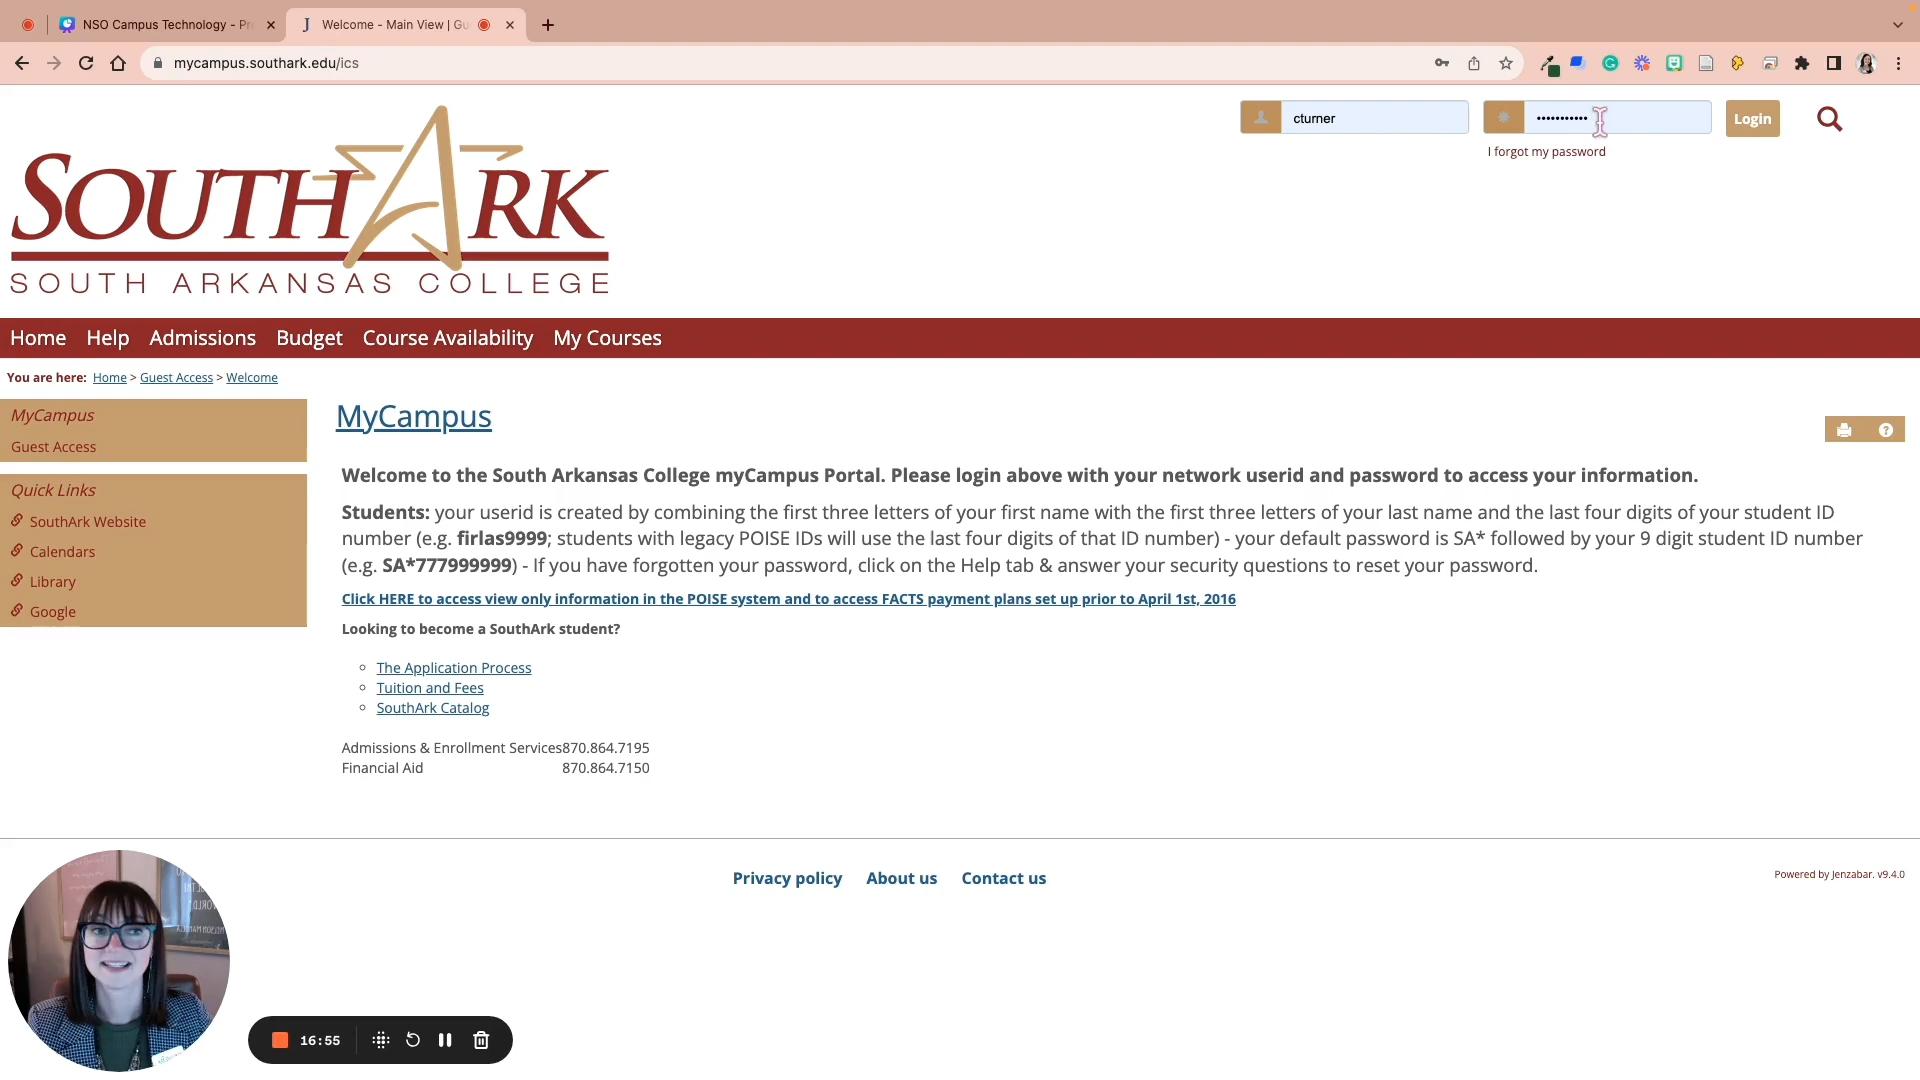 NSO Campus Technology - Pr
Welcome - Main View | Gu
mycampus.southark.edu/ics
cturner
Login
I forgot my password
SOUTHARK
SOUTH ARKANSAS COLLEGE
Home Help Admissions Budget Course Availability My Courses
You are here: Home > Guest Access > Welcome
MyCampus
Guest Access
Quick Links
SouthArk Website
Calendars
Library
Google
MyCampus
Welcome to the South Arkansas College myCampus Portal. Please login above with your network userid and password to access your information.
Students: your userid is created by combining the first three letters of your first name with the first three letters of your last name and the last four digits of your student ID
number (e.g. firlas9999; students with legacy POISE IDs will use the last four digits of that ID number) - your default password is SA* followed by your 9 digit student ID number
(e.g. SA*777999999) - If you have forgotten your password, click on the Help tab & answer your security questions to reset your password.
Click HERE to access view only information in the POISE system and to access FACTS payment plans set up prior to April 1st, 2016
Looking to become a SouthArk student?
The Application Process
Tuition and Fees
SouthArk Catalog
Admissions & Enrollment Services 870.864.7195
Financial Aid 870.864.7150
Privacy policy About us Contact us
Powered by Jenzabar. v9.4.0
16:55